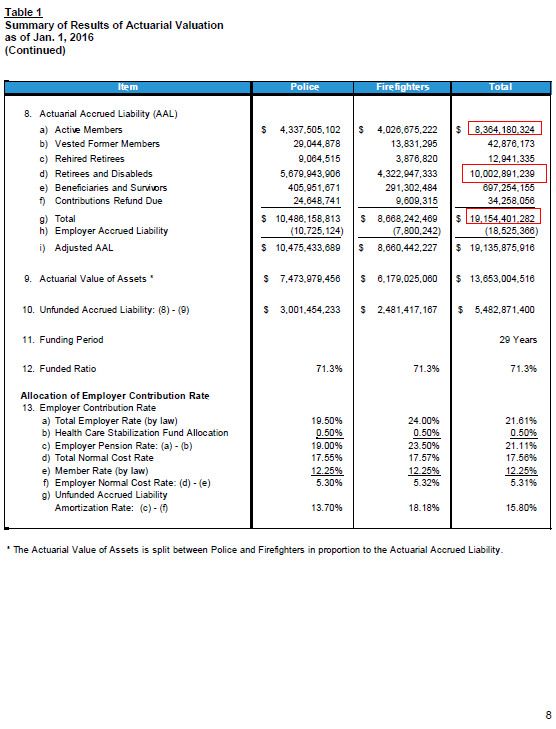 Table 1
Summary of Results of Actuarial Valuation
as of Jan. 1, 2016
(Continued)
Item Police Firefighters Total
8. Actuarial Accrued Liability (AAL)
a) Active Members $ 4,337,505,102 $ 4,026,675,222 $ 8,364,180,324
b) Vested Former Members 29,044,878 13,831,295 42,876,173
c) Rehired Retirees 9,064,515 3,876,820 12,941,335
d) Retirees and Disableds 5,679,943,906 4,322,947,333 10,002,891,239
e) Beneficiaries and Survivors 405,951,671 291,302,484 697,254,155
f) Contributions Refund Due 24,648,741 9,609,315 34,258,056
g) Total $ 10,486,158,813 $ 8,668,242,469 $ 19,154,401,282
h) Employer Accrued Liability (10,725,124) (7,800,242) (18,525,366)
i) Adjusted AAL $ 10,475,433,689 $ 8,660,442,227 $ 19,135,875,916
9. Actuarial Value of Assets * $ 7,473,979,456 $ 6,179,025,060 $ 13,653,004,516
10. Unfunded Accrued Liability: (8) - (9) $ 3,001,454,233 $ 2,481,417,167 $ 5,482,871,400
11. Funding Period 29 Years
12. Funded Ratio 71.3% 71.3% 71.3%
Allocation of Employer Contribution Rate
13. Employer Contribution Rate
a) Total Employer Rate (by law) 19.50% 24.00% 21.61%
b) Health Care Stabilization Fund Allocation 0.50% 0.50% 0.50%
c) Employer Pension Rate: (a) - (b) 19.00% 23.50% 21.11%
d) Total Normal Cost Rate 17.55% 17.57% 17.56%
e) Member Rate (by law) 12.25% 12.25% 12.25%
f) Employer Normal Cost Rate: (d) - (e) 5.30% 5.32% 5.31%
g) Unfunded Accrued Liability
Amortization Rate: (c) - (f) 13.70% 18.18% 15.80%
* The Actuarial Value of Assets is split between Police and Firefighters in proportion to the Actuarial Accrued Liability.
8